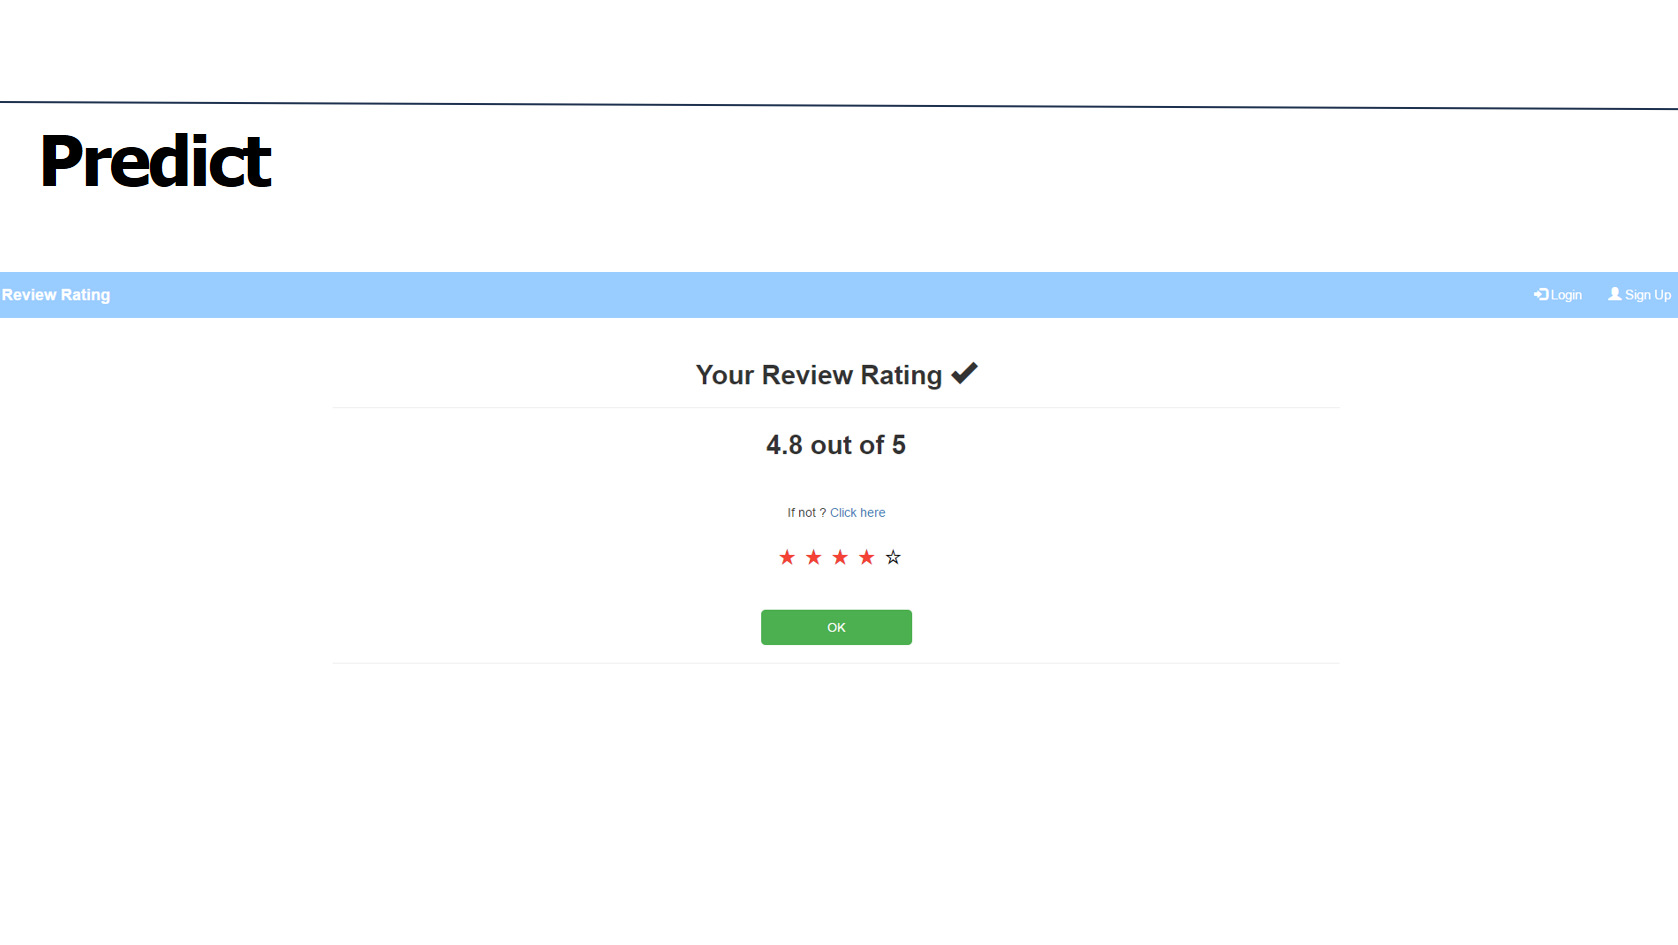 Predict
Review Rating
Login
Sign Up
Your Review Rating ✔
4.8 out of 5
If not ? Click here
★ ★ ★ ★ ☆
OK